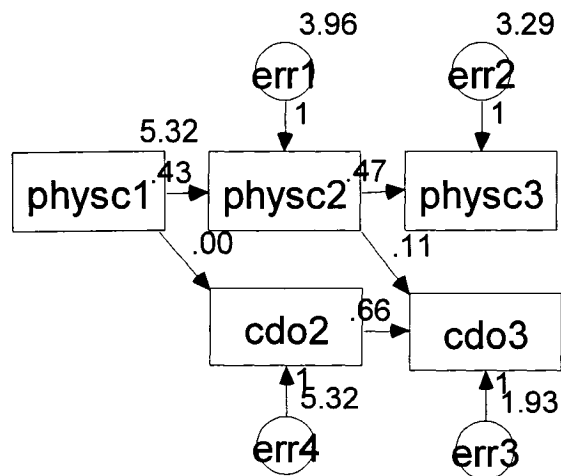 3.96 3.29
err1 err2
1 1
5.32
physc1 .43 physc2 .47 physc3
.00 .11
cdo2 .66 cdo3
1 1
5.32 1.93
err4 err3